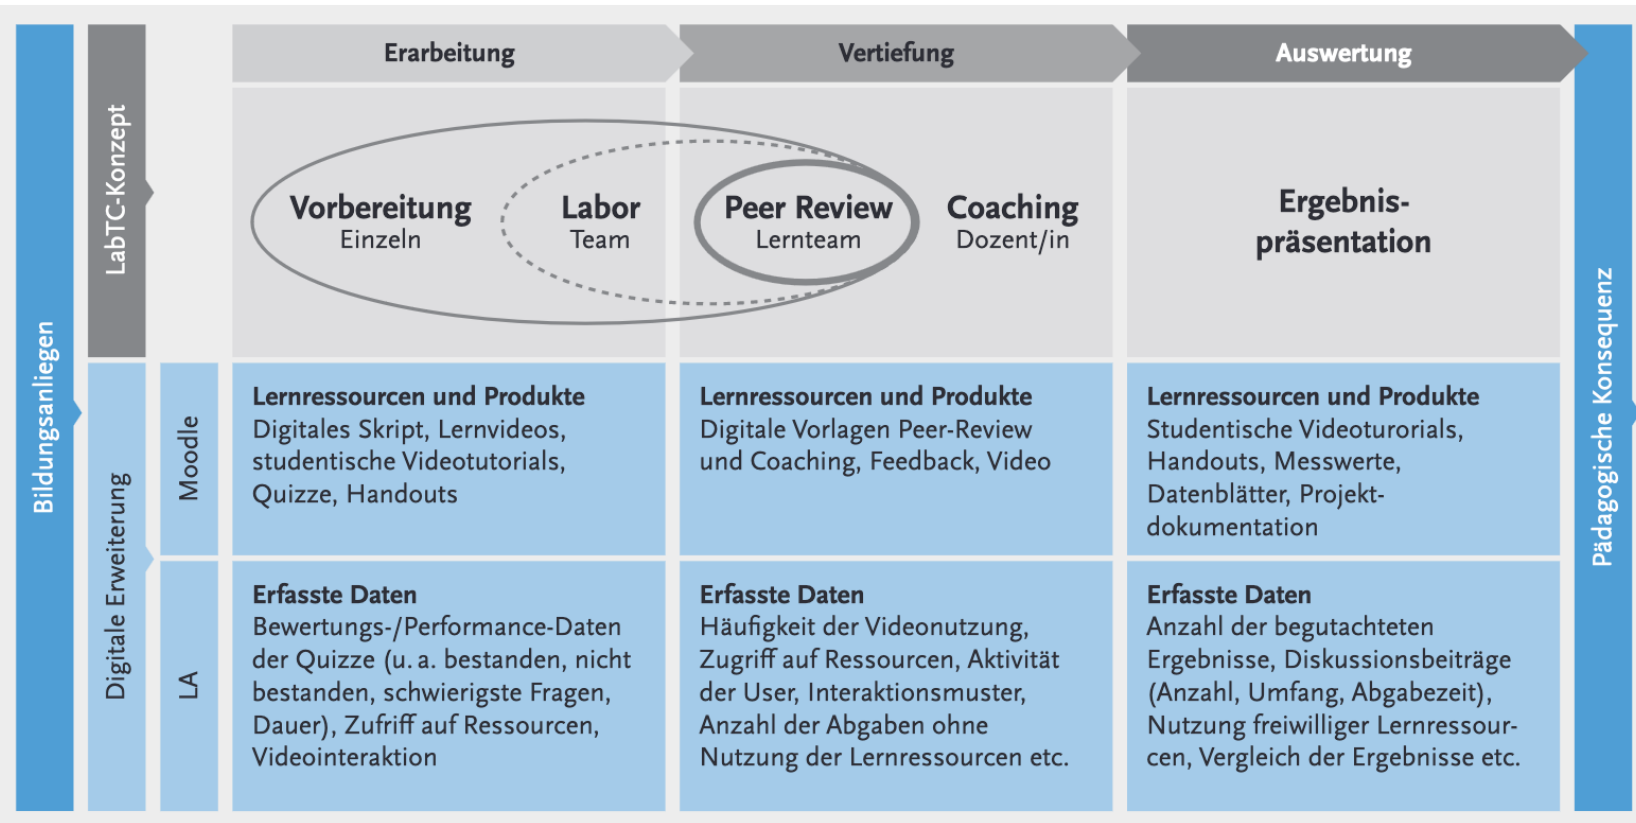 Bildungsanliegen
LabTC-Konzept
Digitale Erweiterung
Moodle
LA
Erarbeitung
Vertiefung
Auswertung
Vorbereitung
Einzeln
Labor
Team
Peer Review
Lernteam
Coaching
Dozent/in
Ergebnis-
präsentation
Lernressourcen und Produkte
Digitales Skript, Lernvideos,
studentische Videotutorials,
Quizze, Handouts
Lernressourcen und Produkte
Digitale Vorlagen Peer-Review
und Coaching, Feedback, Video
Lernressourcen und Produkte
Studentische Videoturorials,
Handouts, Messwerte,
Datenblätter, Projekt-
dokumentation
Erfasste Daten
Bewertungs-/Performance-Daten
der Quizze (u. a. bestanden, nicht
bestanden, schwierigste Fragen,
Dauer), Zufriff auf Ressourcen,
Videointeraktion
Erfasste Daten
Häufigkeit der Videonutzung,
Zugriff auf Ressourcen, Aktivität
der User, Interaktionsmuster,
Anzahl der Abgaben ohne
Nutzung der Lernressourcen etc.
Erfasste Daten
Anzahl der begutachteten
Ergebnisse, Diskussionsbeiträge
(Anzahl, Umfang, Abgabezeit),
Nutzung freiwilliger Lernressour-
cen, Vergleich der Ergebnisse etc.
Pädagogische Konsequenz